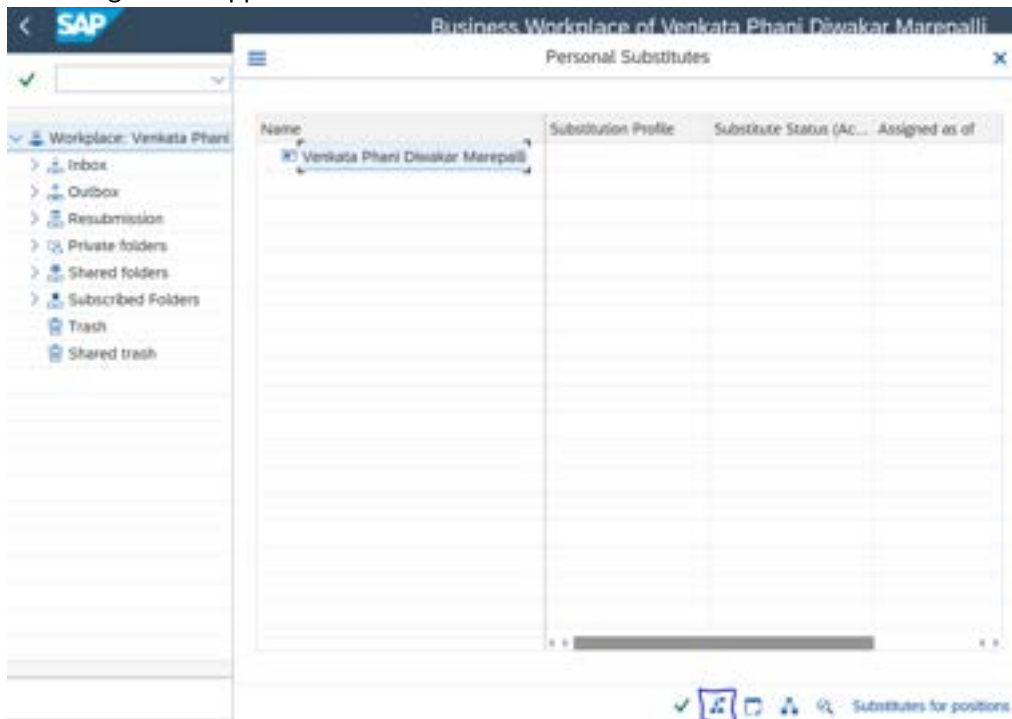 SAP
Business Workplace of Venkata Phani Diwakar Marepalli
Personal Substitutes
Workplace: Venkata Phani
Inbox
Outbox
Resubmission
Private folders
Shared folders
Subscribed Folders
Trash
Shared trash
Name Substitution Profile Substitute Status (Ac... Assigned as of
Venkata Phani Diwakar Marepalli
Substitutes for positions